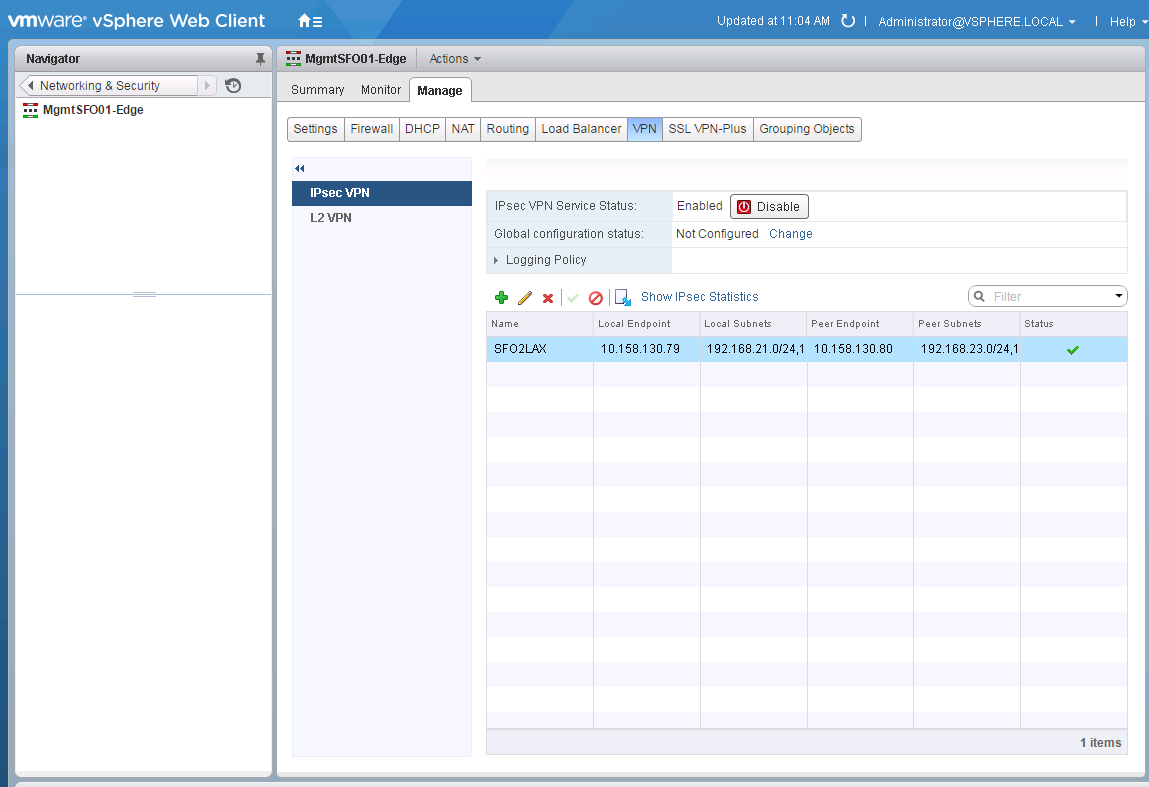 vmware® vSphere Web Client
Updated at 11:04 AM
Administrator@VSPHERE.LOCAL
Help
Navigator
Networking & Security
MgmtSFO01-Edge
MgmtSFO01-Edge
Actions
Summary
Monitor
Manage
Settings
Firewall
DHCP
NAT
Routing
Load Balancer
VPN
SSL VPN-Plus
Grouping Objects
IPsec VPN
L2 VPN
IPsec VPN Service Status:
Enabled
Disable
Global configuration status:
Not Configured
Change
Logging Policy
Show IPsec Statistics
Filter
Name
Local Endpoint
Local Subnets
Peer Endpoint
Peer Subnets
Status
SFO2LAX
10.158.130.79
192.168.21.0/24,1
10.158.130.80
192.168.23.0/24,1
1 items